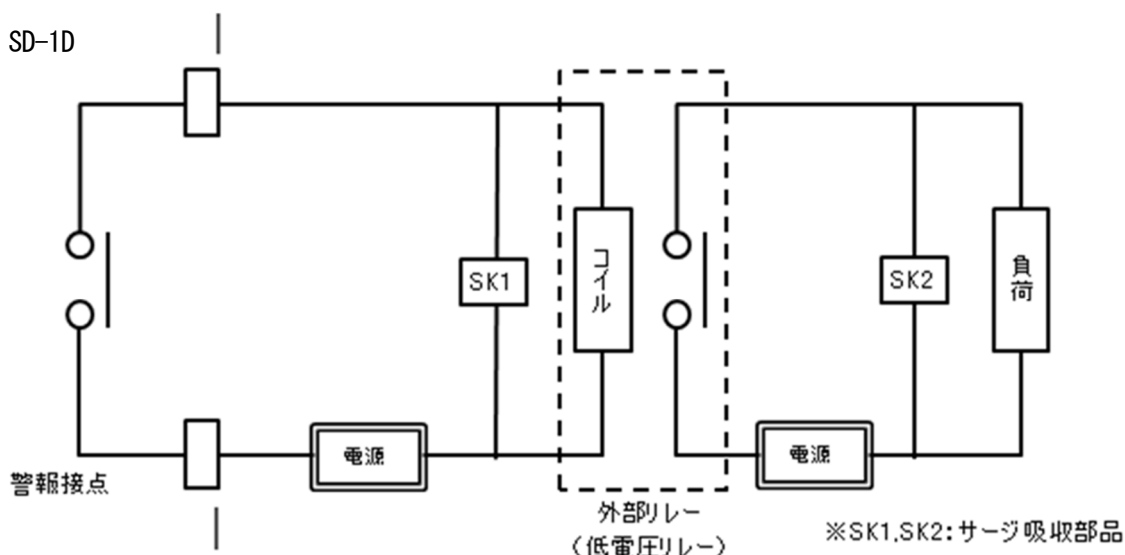 SD-1D
SK1
コイル
SK2
負荷
電源
電源
警報接点
外部リレー
(低電圧リレー)
※SK1,SK2:サージ吸収部品